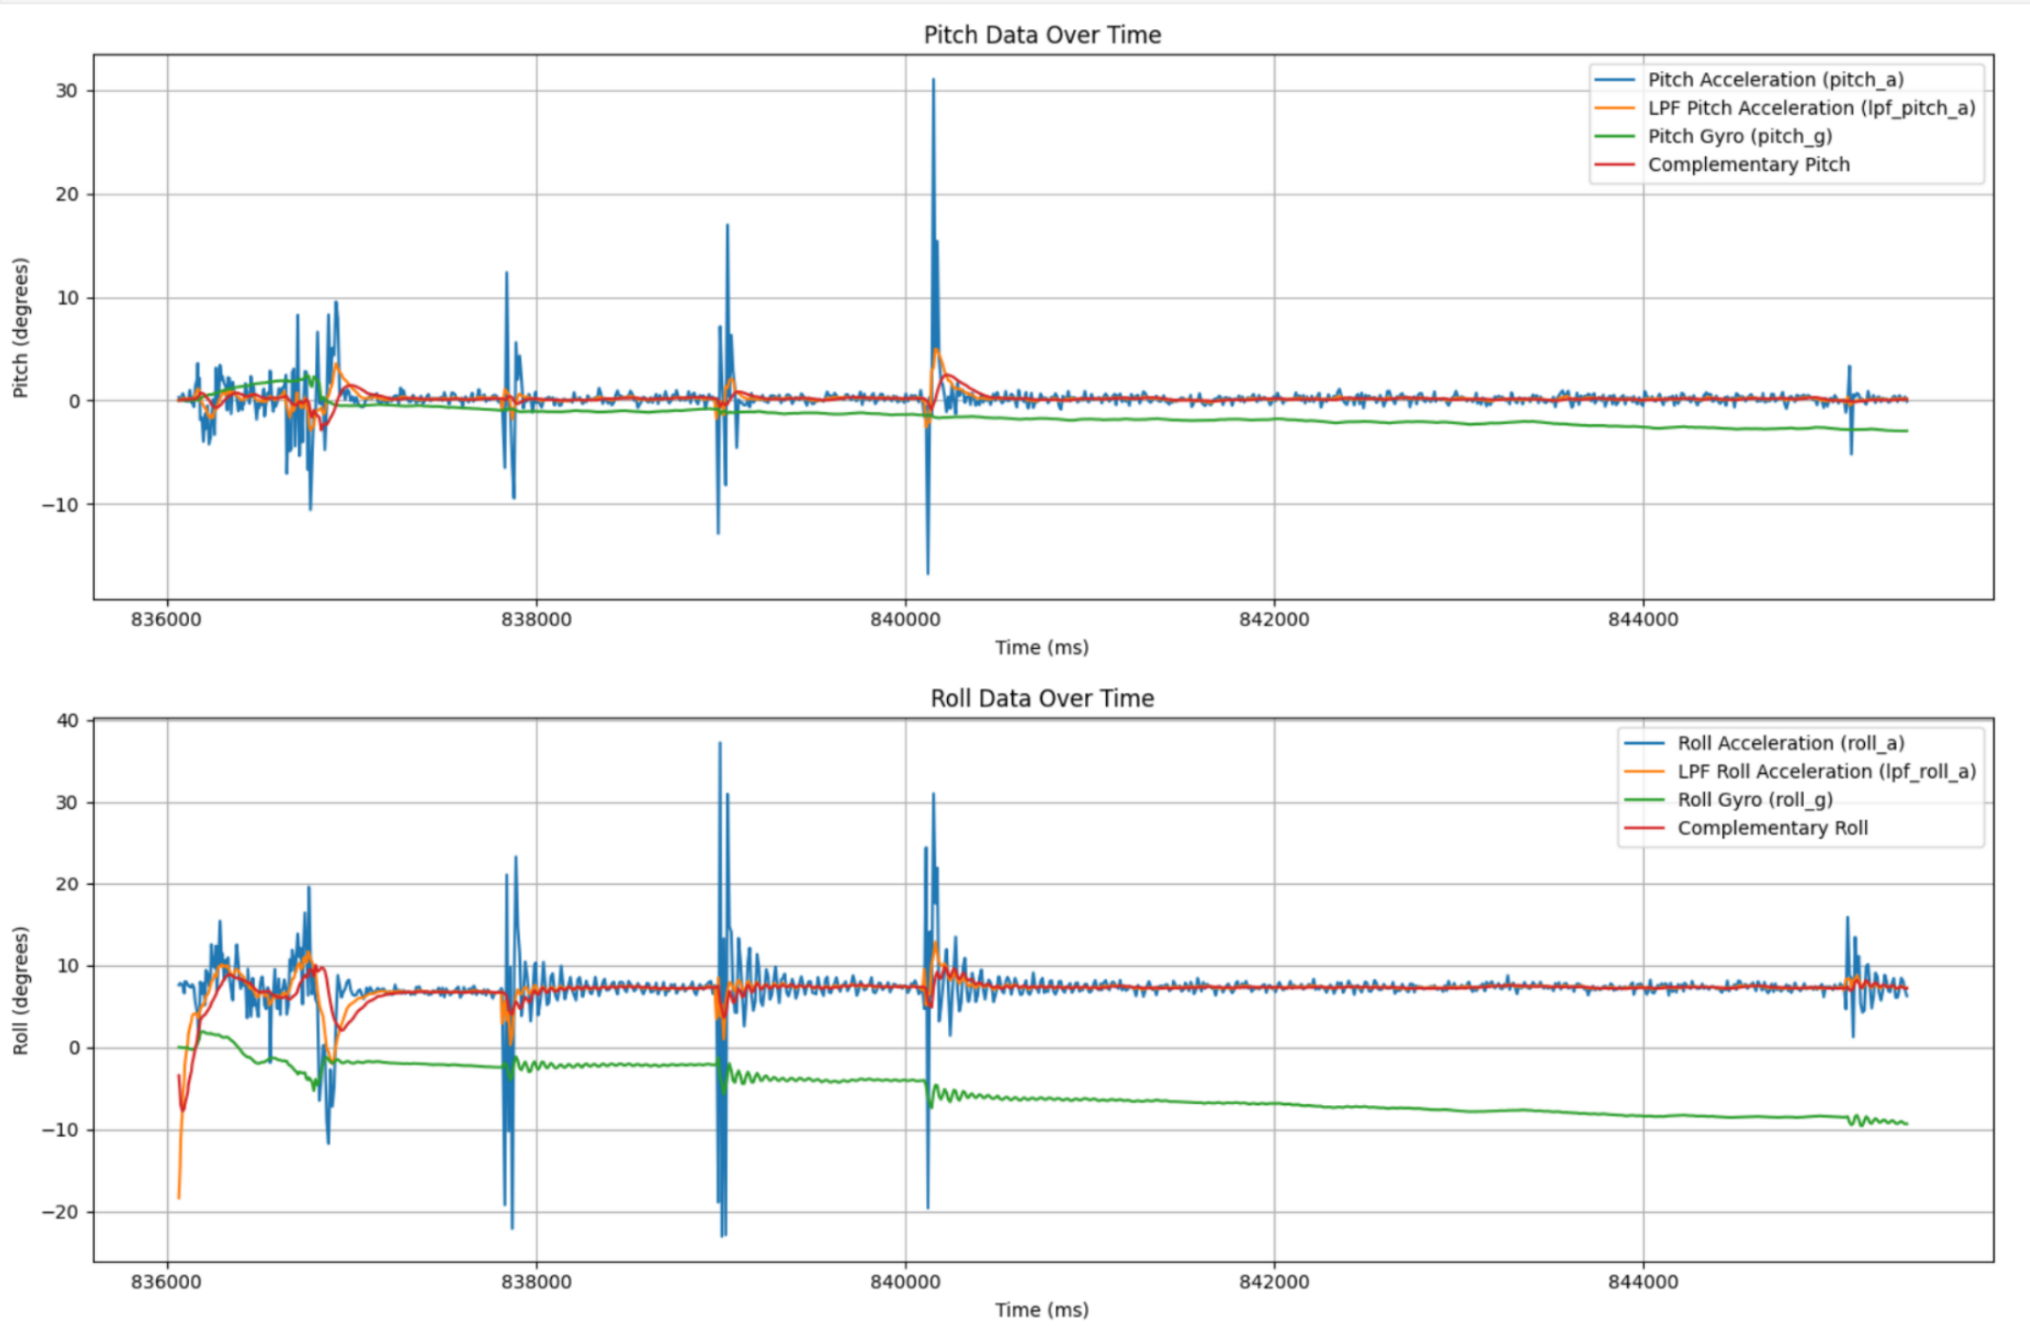 Pitch Data Over Time
Pitch Acceleration (pitch_a)
LPF Pitch Acceleration (lpf_pitch_a)
Pitch Gyro (pitch_g)
Complementary Pitch
Pitch (degrees)
30
20
10
0
−10
836000 838000 840000 842000 844000
Time (ms)
Roll Data Over Time
Roll Acceleration (roll_a)
LPF Roll Acceleration (lpf_roll_a)
Roll Gyro (roll_g)
Complementary Roll
Roll (degrees)
40
30
20
10
0
−10
−20
836000 838000 840000 842000 844000
Time (ms)